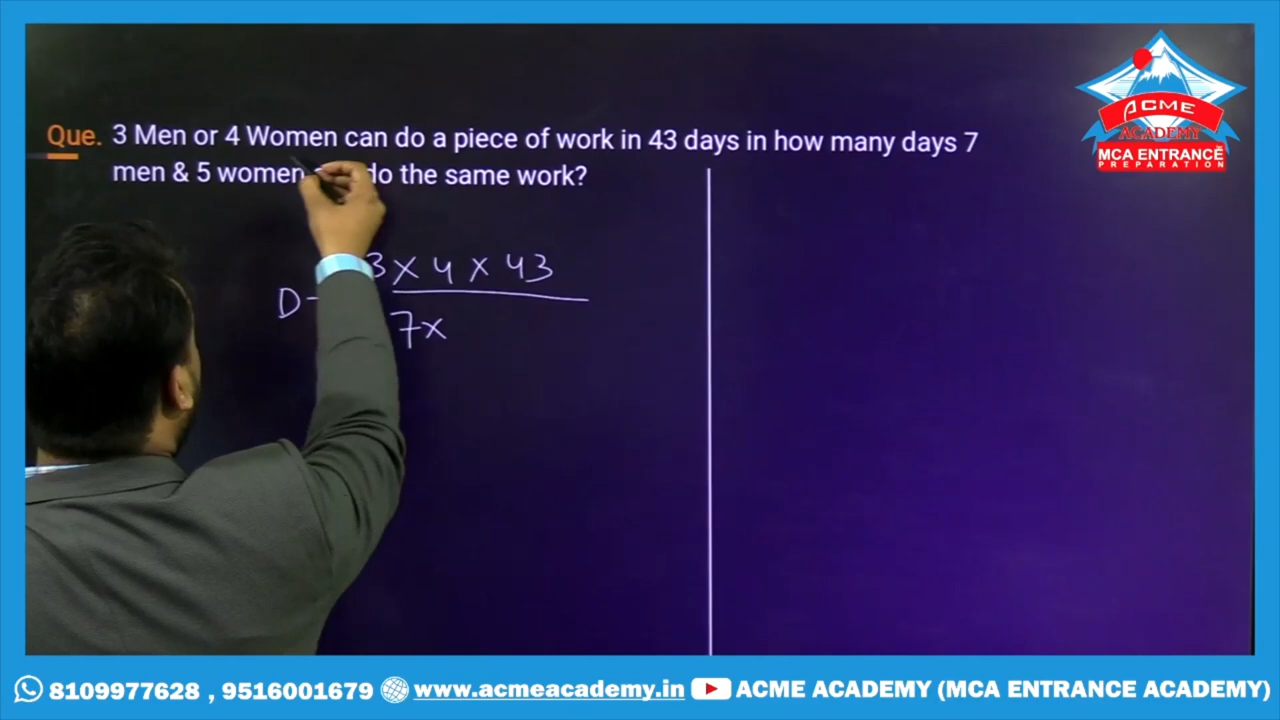 Que. 3 Men or 4 Women can do a piece of work in 43 days in how many days 7
men & 5 women do the same work?
3 × 4 × 43
D
7×
ACME
ACADEMY
MCA ENTRANCE
PREPARATION
8109977628 , 9516001679 www.acmeacademy.in ACME ACADEMY (MCA ENTRANCE ACADEMY)